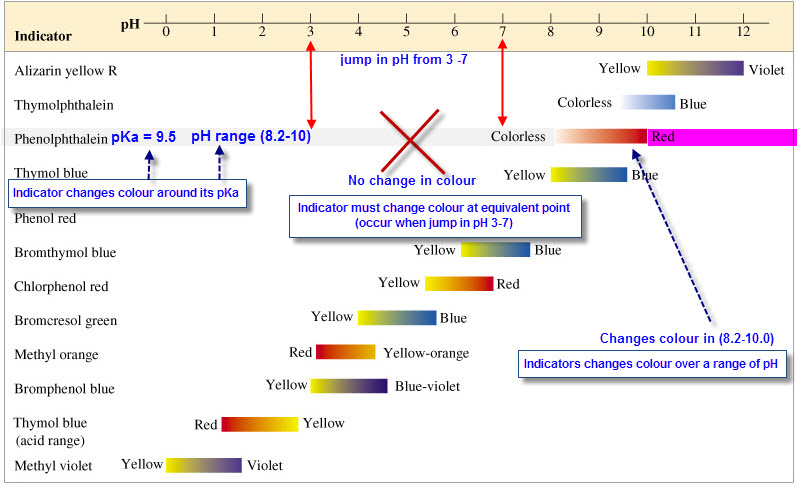 pH 0 1 2 3 4 5 6 7 8 9 10 11 12
Indicator
jump in pH from 3 -7
Alizarin yellow R Yellow Violet
Thymolphthalein Colorless Blue
Phenolphthalein pKa = 9.5 pH range (8.2-10) Colorless Red
Thymol blue Yellow Blue
No change in colour
Indicator changes colour around its pKa
Indicator must change colour at equivalent point
(occur when jump in pH 3-7)
Phenol red
Bromthymol blue Yellow Blue
Chlorphenol red Yellow Red
Bromcresol green Yellow Blue
Changes colour in (8.2-10.0)
Indicators changes colour over a range of pH
Methyl orange Red Yellow-orange
Bromphenol blue Yellow Blue-violet
Thymol blue Red Yellow
(acid range)
Methyl violet Yellow Violet